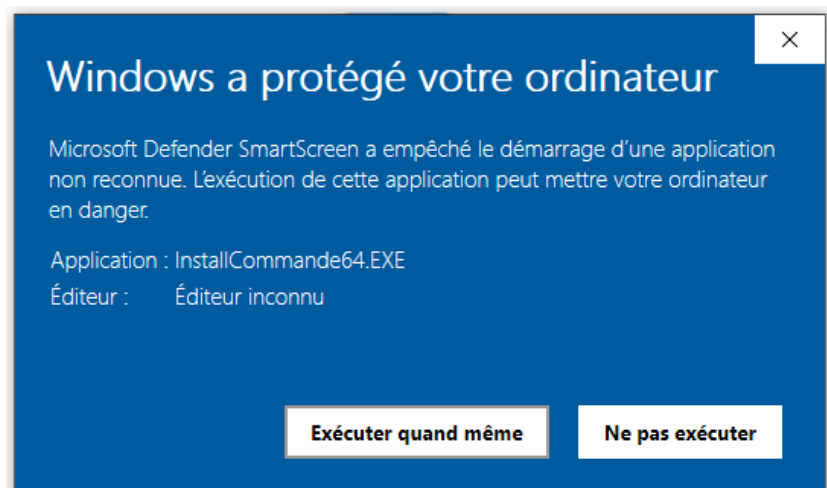 Windows a protégé votre ordinateur
Microsoft Defender SmartScreen a empêché le démarrage d'une application
non reconnue. L'exécution de cette application peut mettre votre ordinateur
en danger.
Application : InstallCommande64.EXE
Éditeur : Éditeur inconnu
Exécuter quand même Ne pas exécuter